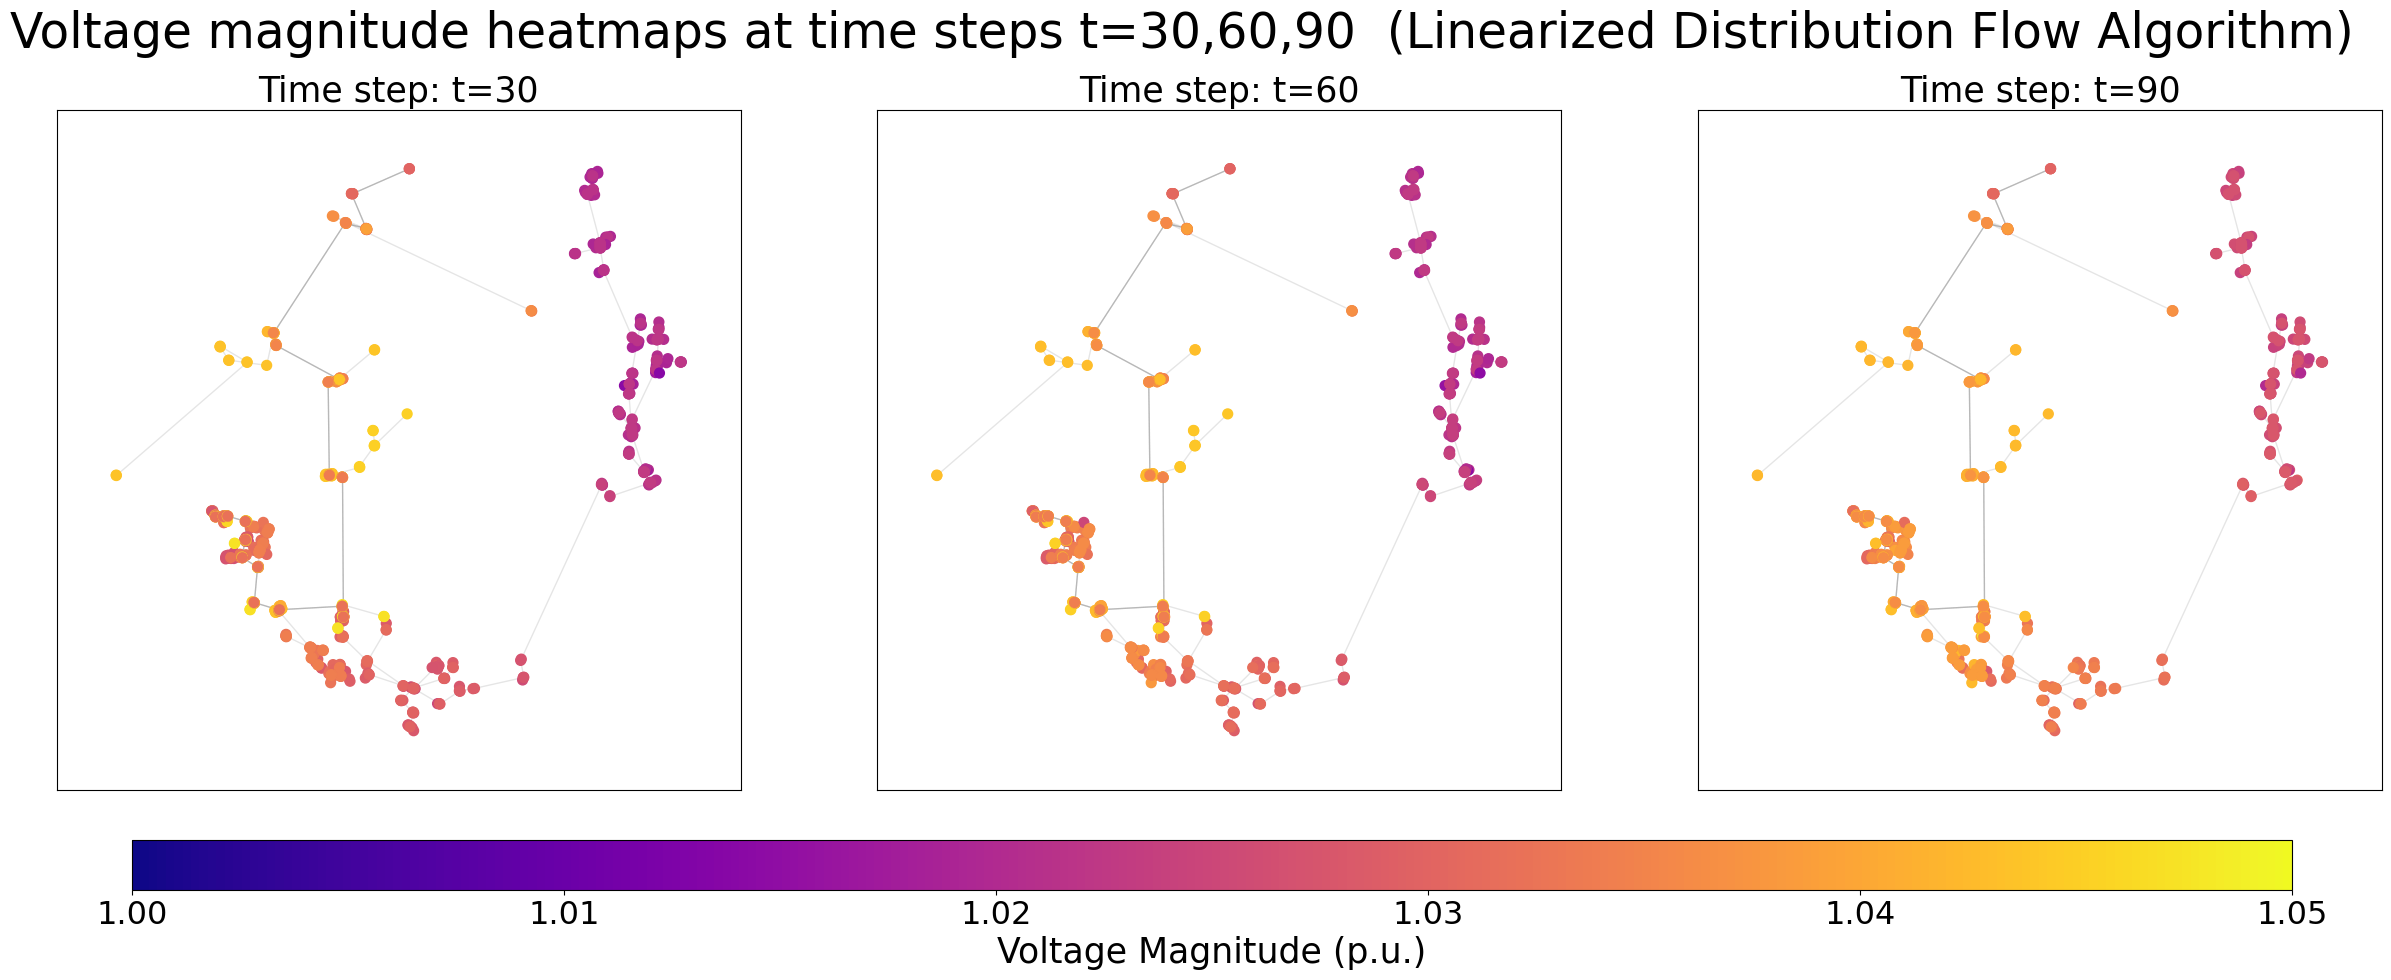 Voltage magnitude heatmaps at time steps t=30,60,90  (Linearized Distribution Flow Algorithm)
Time step: t=30
Time step: t=60
Time step: t=90
1.00
1.01
1.02
1.03
1.04
1.05
Voltage Magnitude (p.u.)